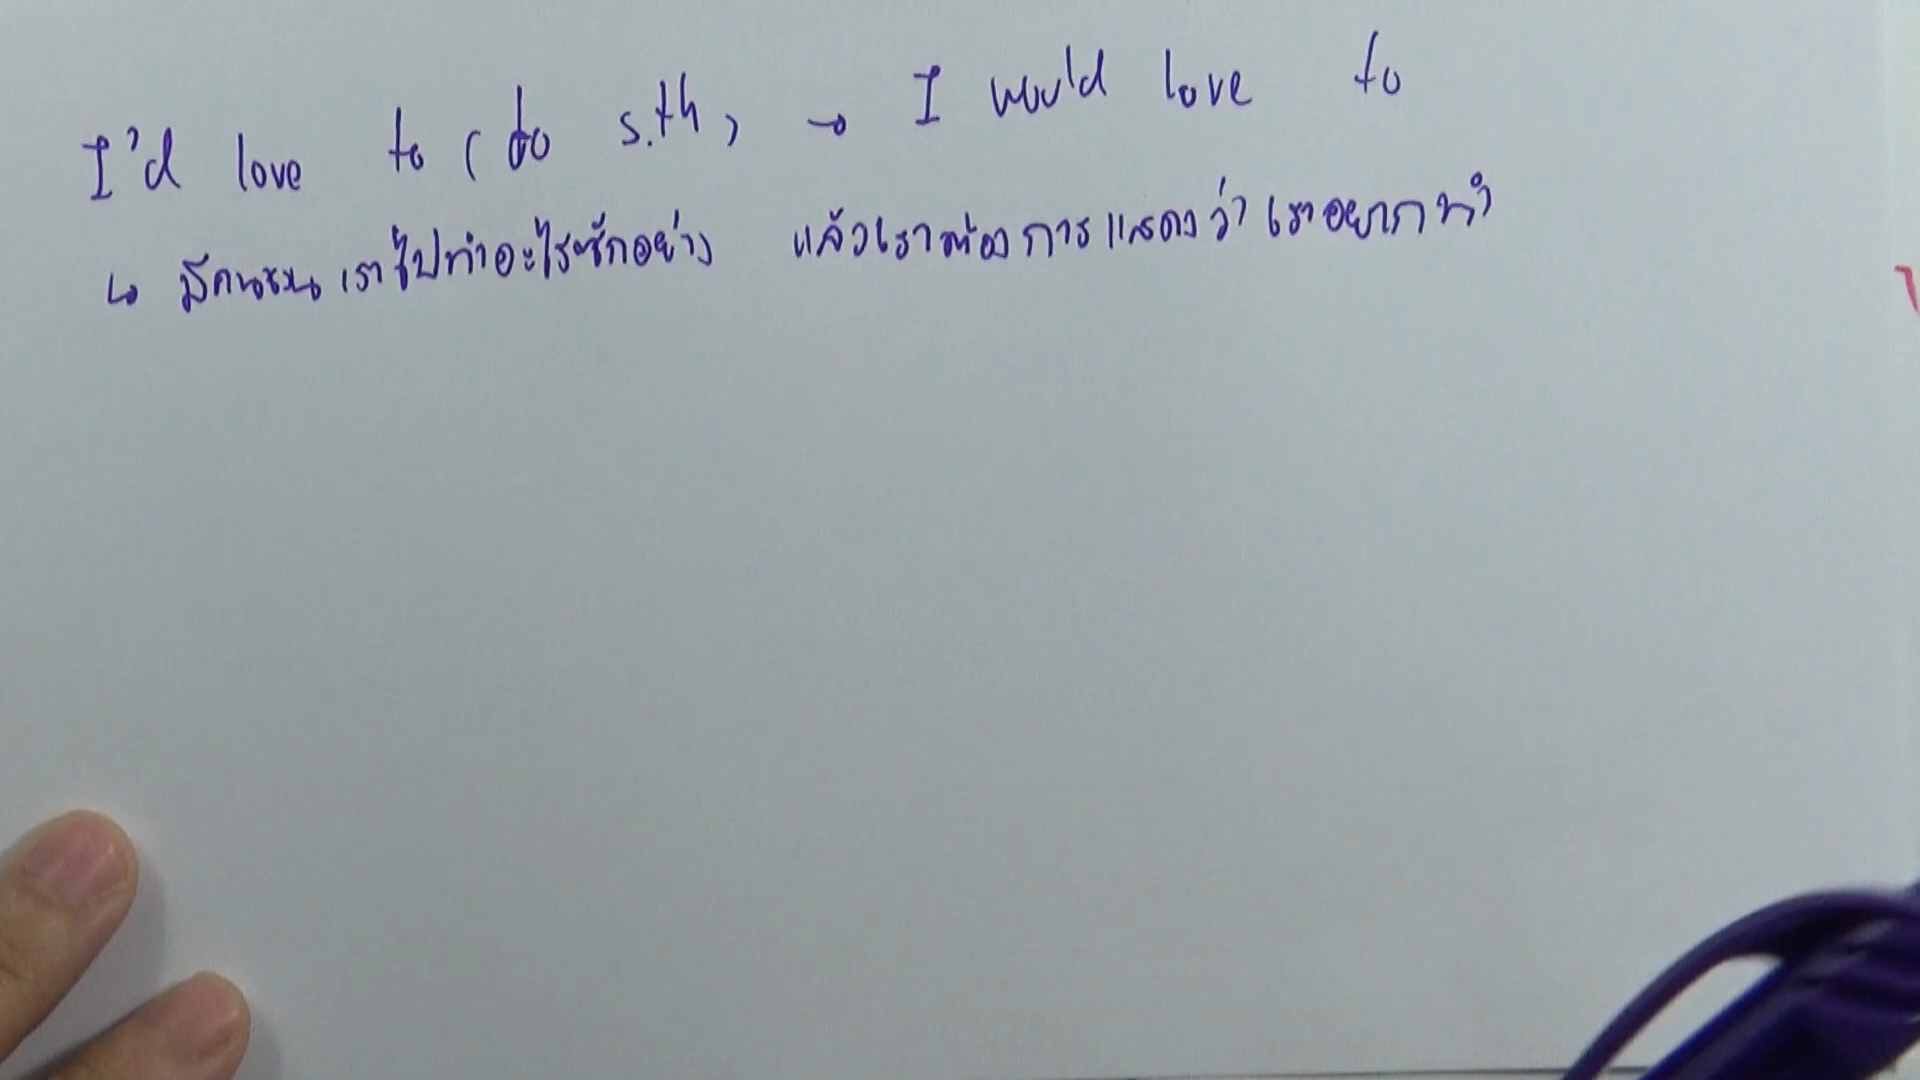 I'd love to (do s.th) → I would love to
↳ มีคนชวนเราไปทำอะไรซักอย่าง แล้วเราต้องการแสดงว่าเราอยากทำ